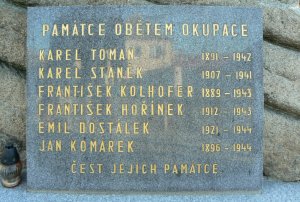 PAMÁTCE OBĚTEM OKUPACE
KAREL TOMAN 1891 - 1942
KAREL STANĚK 1907 - 1941
FRANTIŠEK KOLHOFER 1889 - 1943
FRANTIŠEK HOŘÍNEK 1912 - 1943
EMIL DOSTÁLEK 1921 - 1944
JAN KOMÁREK 1896 - 1944
ČEST JEJICH PAMÁTCE.